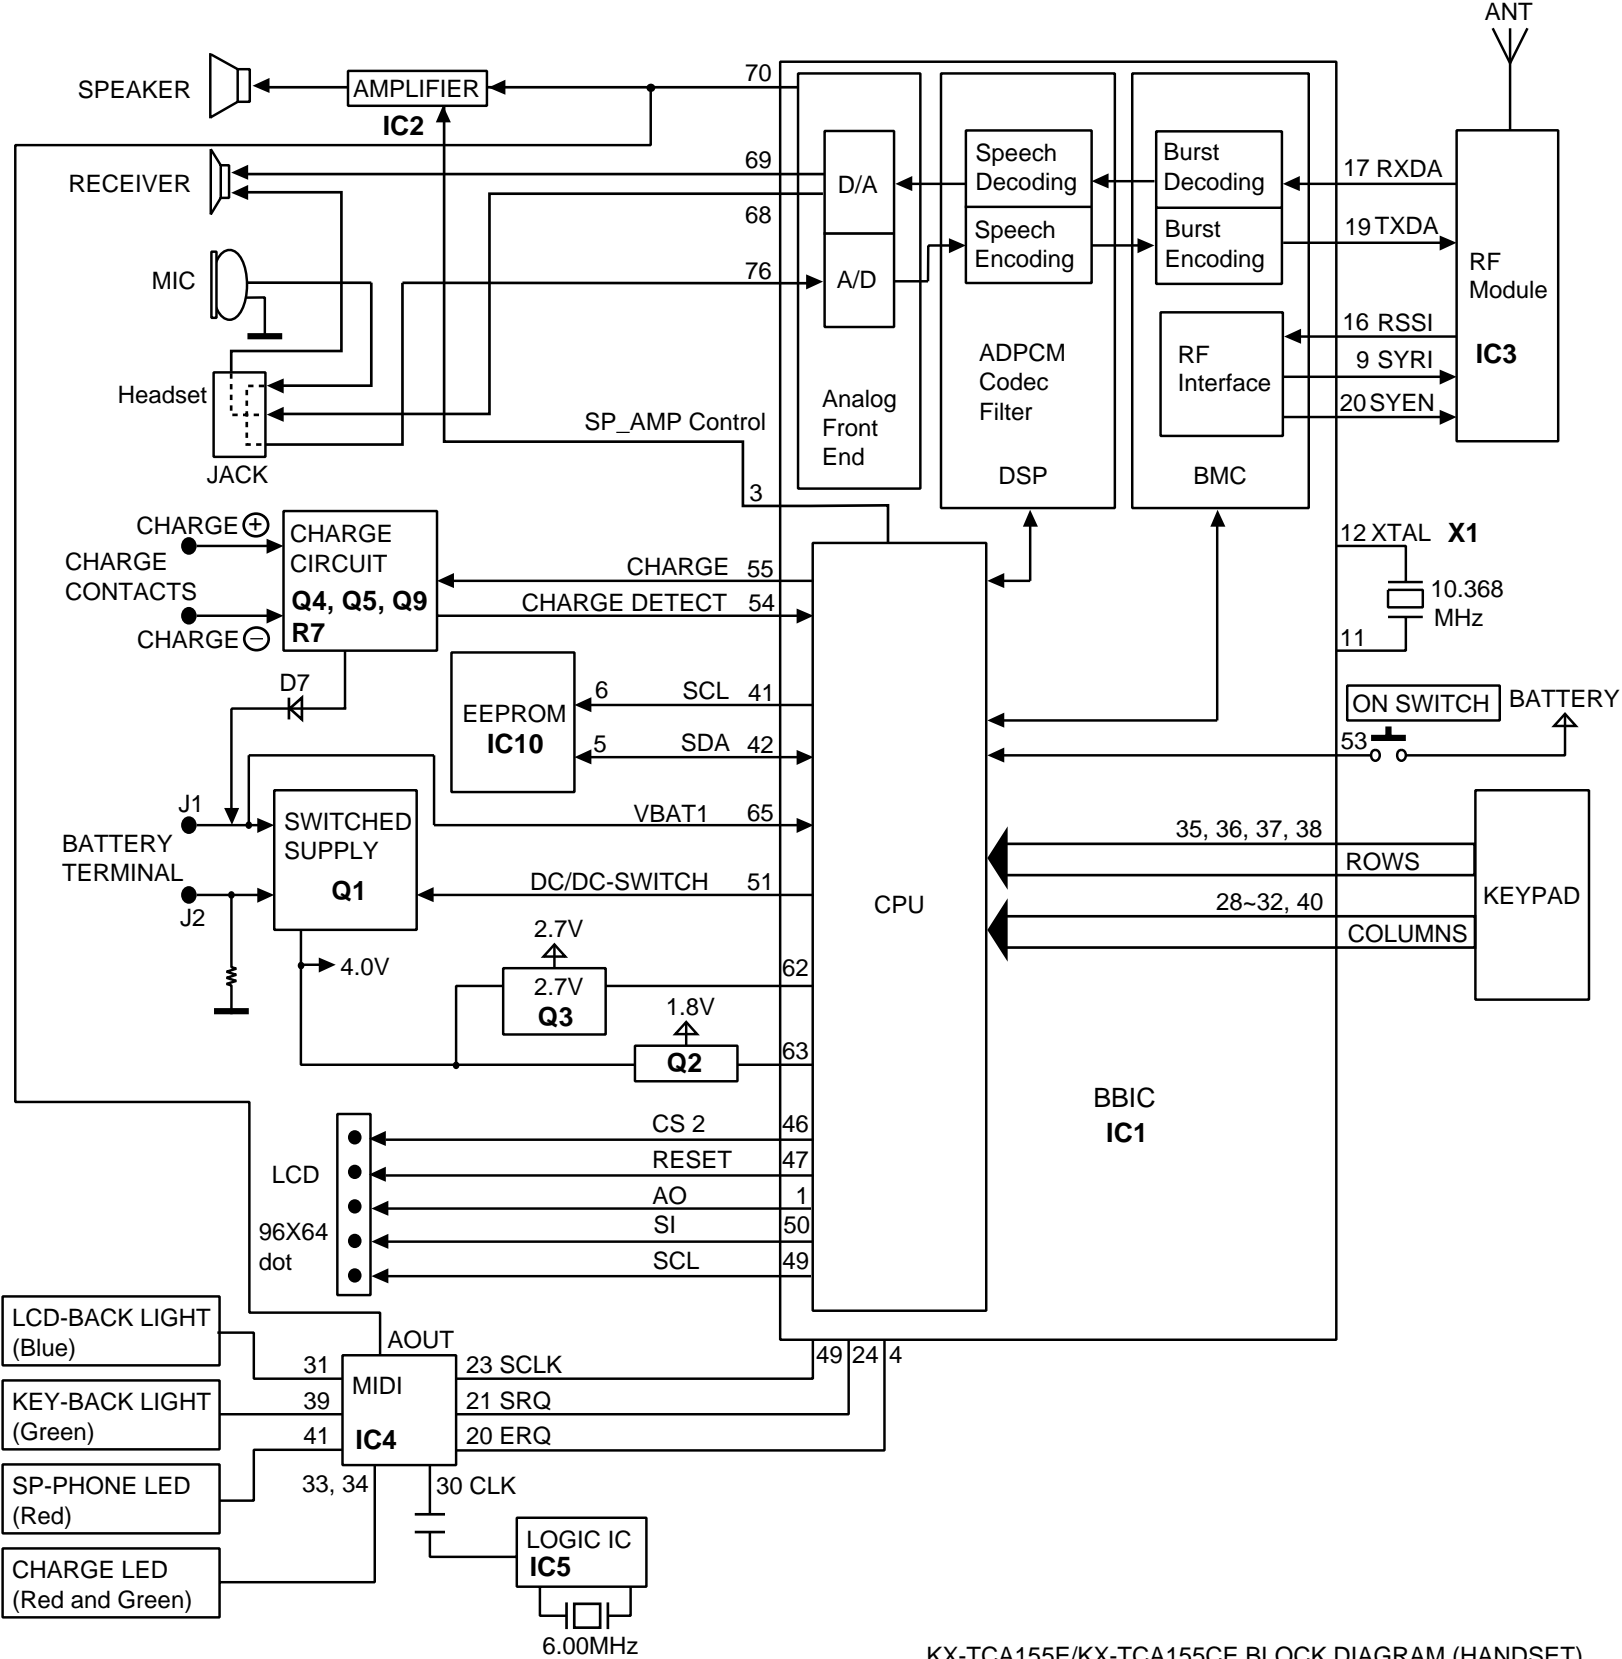 ANT
70
SPEAKER
AMPLIFIER
IC2
69
RECEIVER
D/A
Speech
Decoding
Burst
Decoding
17 RXDA
68
Speech
Encoding
Burst
Encoding
19 TXDA
MIC
76
A/D
RF
Module
IC3
16 RSSI
9 SYRI
20 SYEN
RF
Interface
ADPCM
Codec
Filter
Headset
JACK
SP_AMP Control
Analog
Front
End
DSP
BMC
3
CHARGE +
CHARGE
CONTACTS
CHARGE −
CHARGE
CIRCUIT
Q4, Q5, Q9
R7
CHARGE 55
CHARGE DETECT 54
12 XTAL X1
10.368
MHz
11
D7
EEPROM
IC10
6 SCL 41
5 SDA 42
ON SWITCH
BATTERY
53
J1
BATTERY
TERMINAL
J2
SWITCHED
SUPPLY
Q1
VBAT1 65
DC/DC-SWITCH 51
CPU
35, 36, 37, 38
ROWS
28~32, 40
COLUMNS
KEYPAD
4.0V
2.7V
2.7V
Q3
62
1.8V
Q2
63
BBIC
IC1
LCD
96X64
dot
CS 2 46
RESET 47
AO 1
SI 50
SCL 49
LCD-BACK LIGHT
(Blue)
KEY-BACK LIGHT
(Green)
SP-PHONE LED
(Red)
CHARGE LED
(Red and Green)
31
39
41
33, 34
AOUT
MIDI
IC4
23 SCLK
21 SRQ
20 ERQ
49 24 4
30 CLK
LOGIC IC
IC5
6.00MHz
KX-TCA155E/KX-TCA155CE BLOCK DIAGRAM (HANDSET)